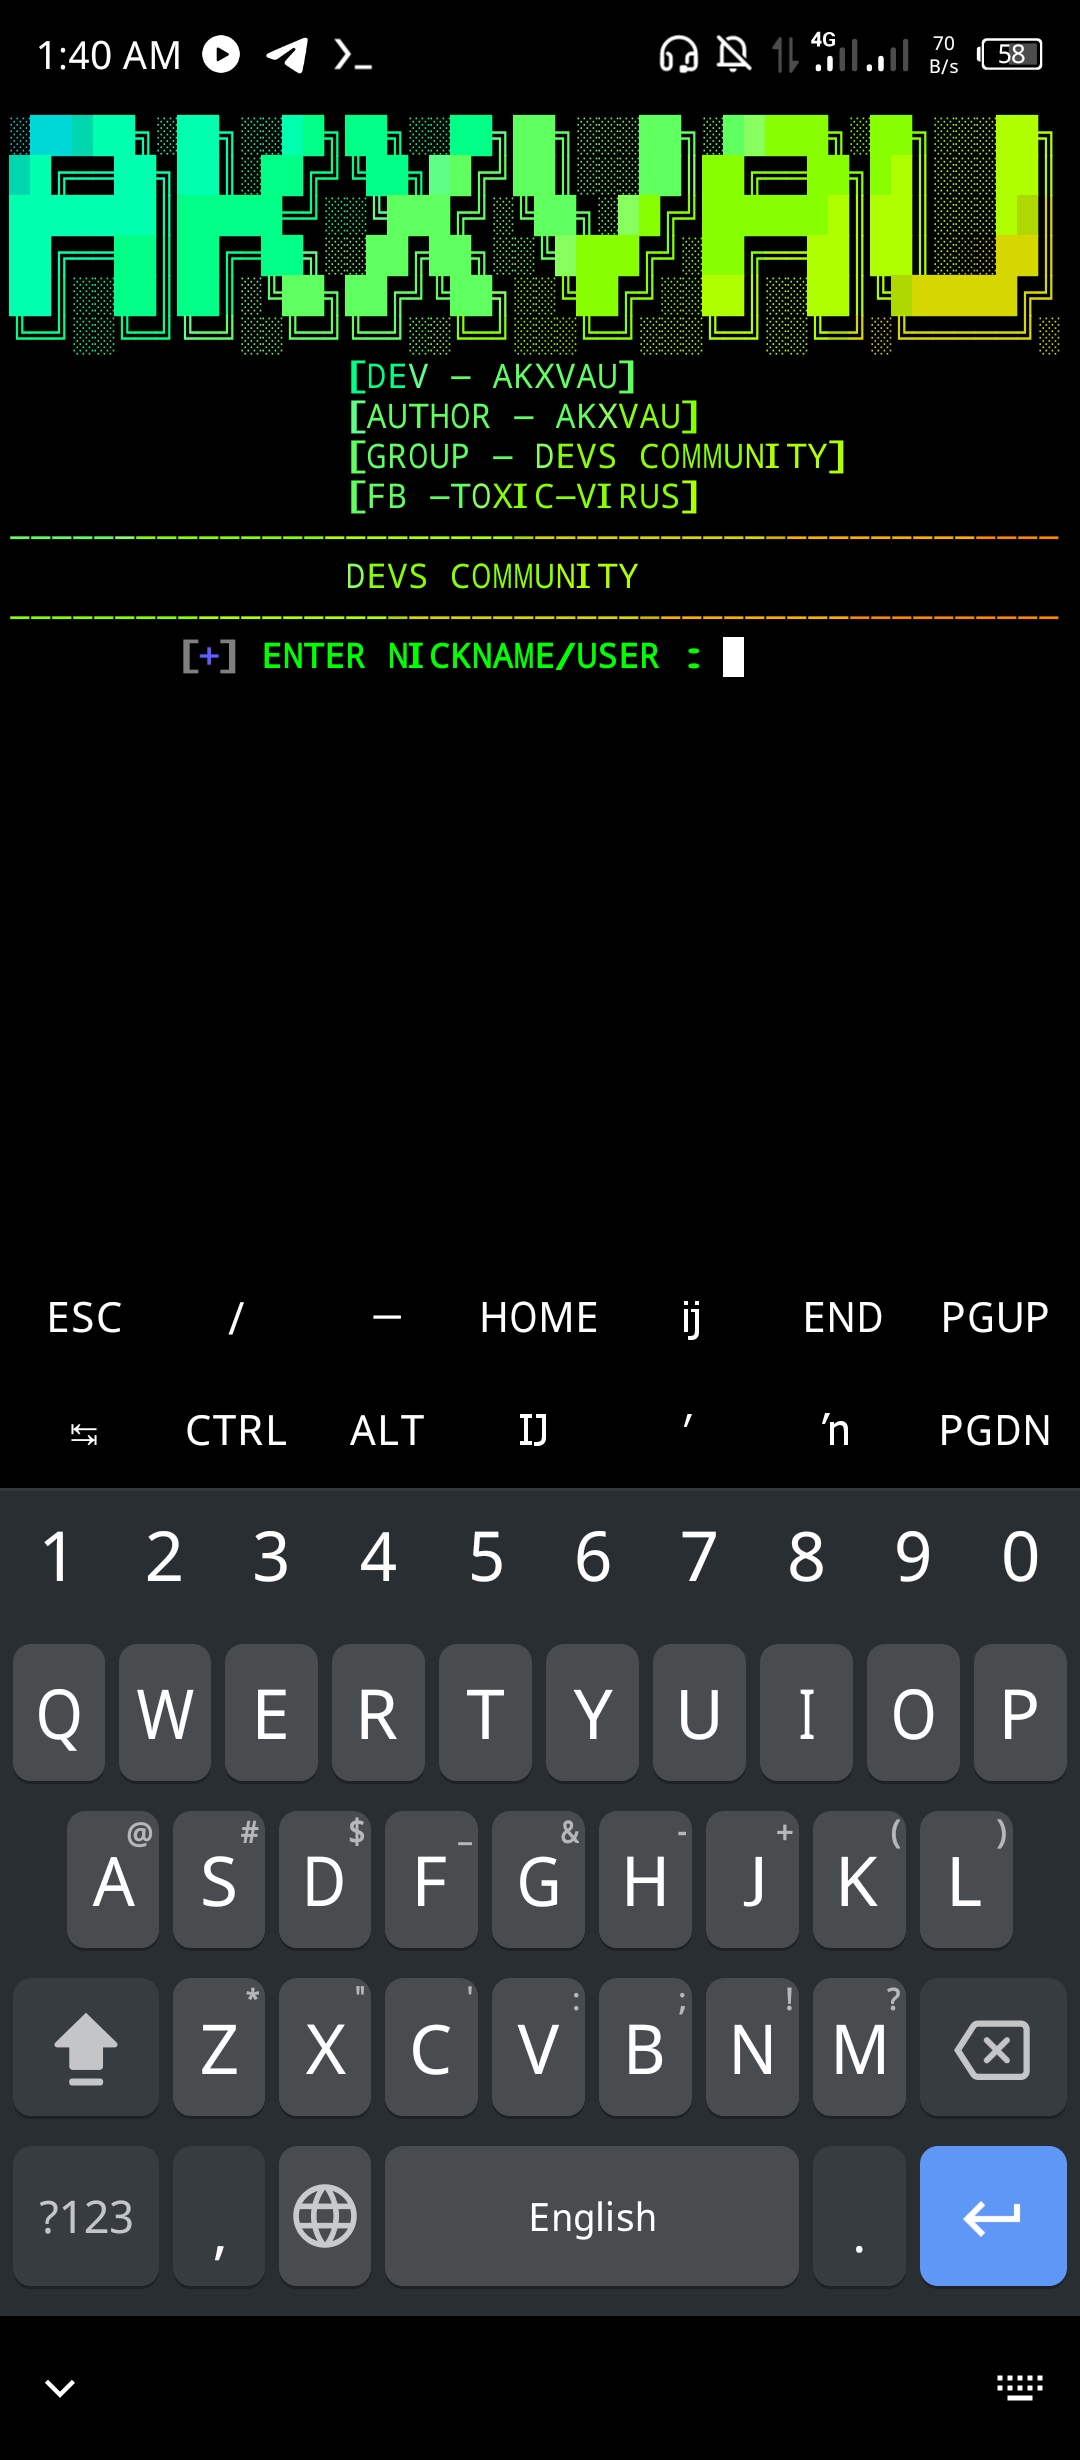 1:40 AM 4G 70 B/s 58
AKXVAU
[DEV – AKXVAU]
[AUTHOR – AKXVAU]
[GROUP – DEVS COMMUNITY]
[FB –TOXIC–VIRUS]
DEVS COMMUNITY
[+] ENTER NICKNAME/USER :
ESC / — HOME ij END PGUP
↹ CTRL ALT IJ ʼ ŉ PGDN
1 2 3 4 5 6 7 8 9 0
Q W E R T Y U I O P
@ # $ _ & - + ( )
A S D F G H J K L
* " ' : ; ! ?
Z X C V B N M
?123 , English .